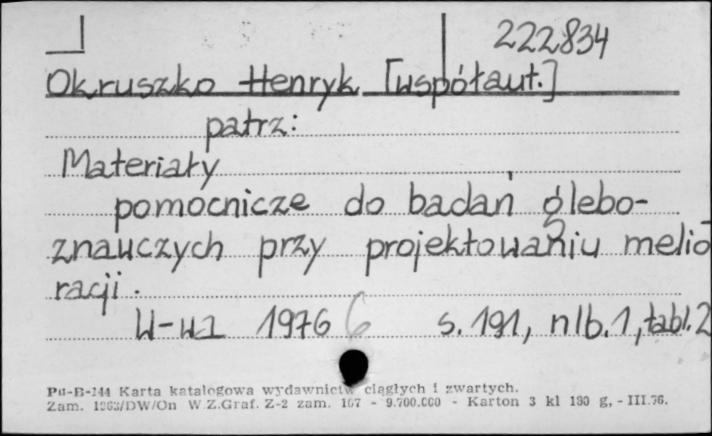 222834
Okruszko Henryk [współaut.]
patrz:
Materiały
pomocnicze do badań glebo-
znawczych przy projektowaniu melio
racji.
W-wa 1976 6 s. 191, nlb. 1, tabl. 2
Pu-B-144 Karta katalogowa wydawnictw ciągłych i zwartych.
Zam. /DW/On W.Z.Graf. Z-2 zam. 167 - 9.700.000 - Karton 3 kl 180 g, - III.76.